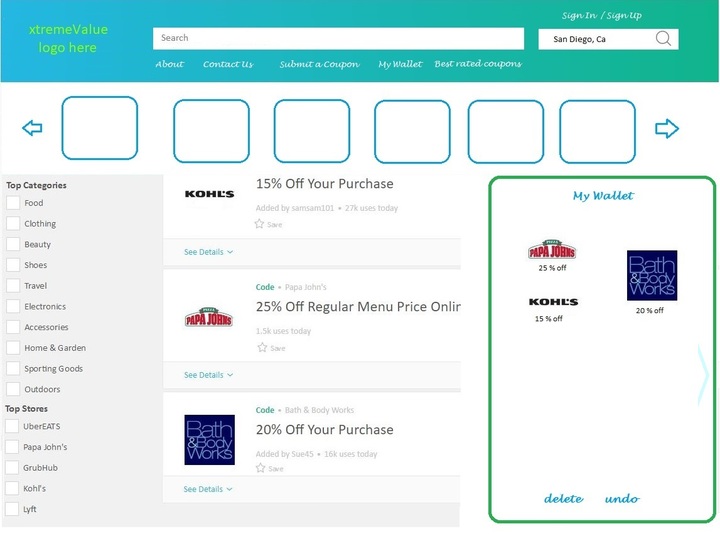 Sign In / Sign Up
xtremeValue
logo here
Search
San Diego, Ca
About Contact Us Submit a Coupon My Wallet Best rated coupons
Top Categories
Food
Clothing
Beauty
Shoes
Travel
Electronics
Accessories
Home & Garden
Sporting Goods
Outdoors
Top Stores
UberEATS
Papa John's
GrubHub
Kohl's
Lyft
KOHL'S
15% Off Your Purchase
Added by samsam101 • 27k uses today
Save
See Details
Code • Papa John's
PAPA JOHNS
25% Off Regular Menu Price Onlin
1.5k uses today
Save
See Details
Code • Bath & Body Works
Bath
&Body
Works
20% Off Your Purchase
Added by Sue45 • 16k uses today
Save
See Details
My Wallet
PAPA JOHNS
25 % off
KOHL'S
15 % off
Bath
&Body
Works
20 % off
delete undo